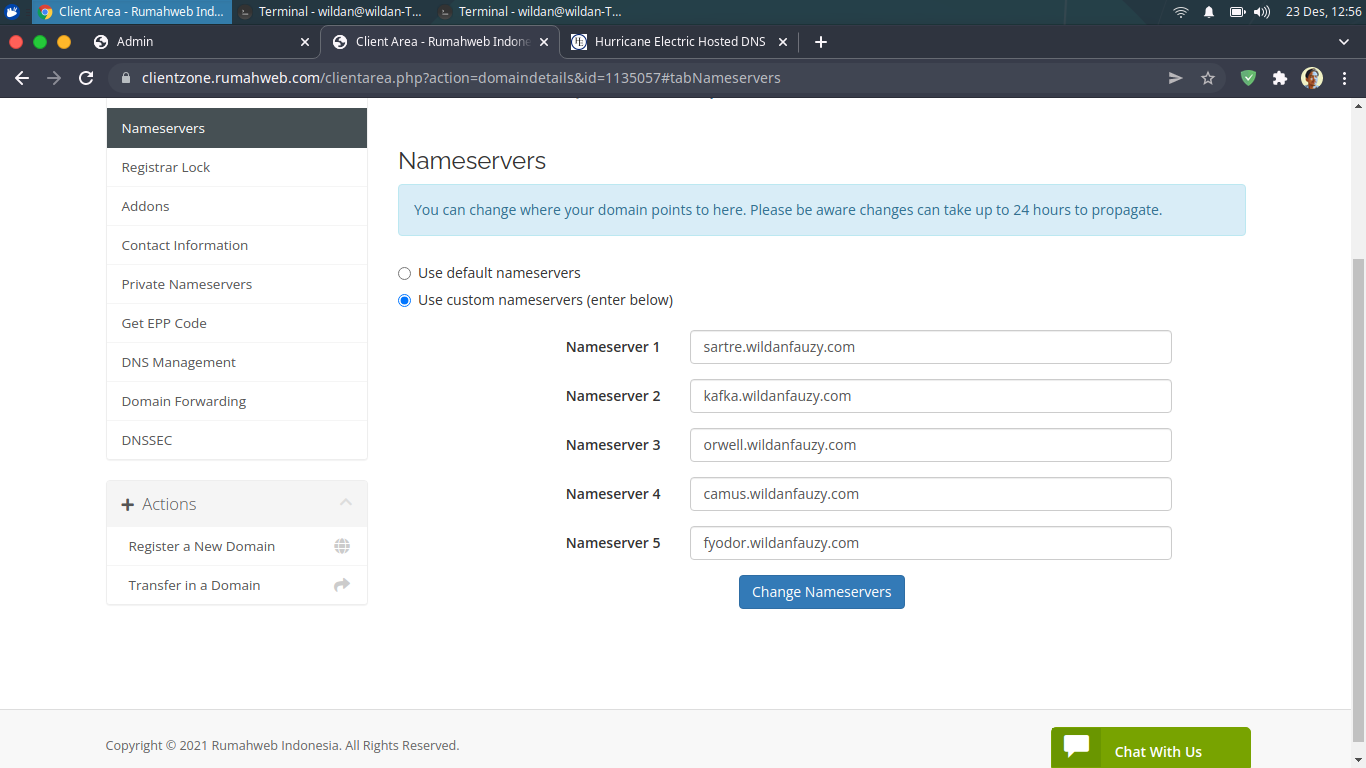 Client Area - Rumahweb Ind...
Terminal - wildan@wildan-T...
Terminal - wildan@wildan-T...
23 Des, 12:56
Admin
Client Area - Rumahweb Indone
Hurricane Electric Hosted DNS
clientzone.rumahweb.com/clientarea.php?action=domaindetails&id=1135057#tabNameservers
Nameservers
Registrar Lock
Addons
Contact Information
Private Nameservers
Get EPP Code
DNS Management
Domain Forwarding
DNSSEC
Actions
Register a New Domain
Transfer in a Domain
Nameservers
You can change where your domain points to here. Please be aware changes can take up to 24 hours to propagate.
Use default nameservers
Use custom nameservers (enter below)
Nameserver 1 sartre.wildanfauzy.com
Nameserver 2 kafka.wildanfauzy.com
Nameserver 3 orwell.wildanfauzy.com
Nameserver 4 camus.wildanfauzy.com
Nameserver 5 fyodor.wildanfauzy.com
Change Nameservers
Copyright © 2021 Rumahweb Indonesia. All Rights Reserved.
Chat With Us